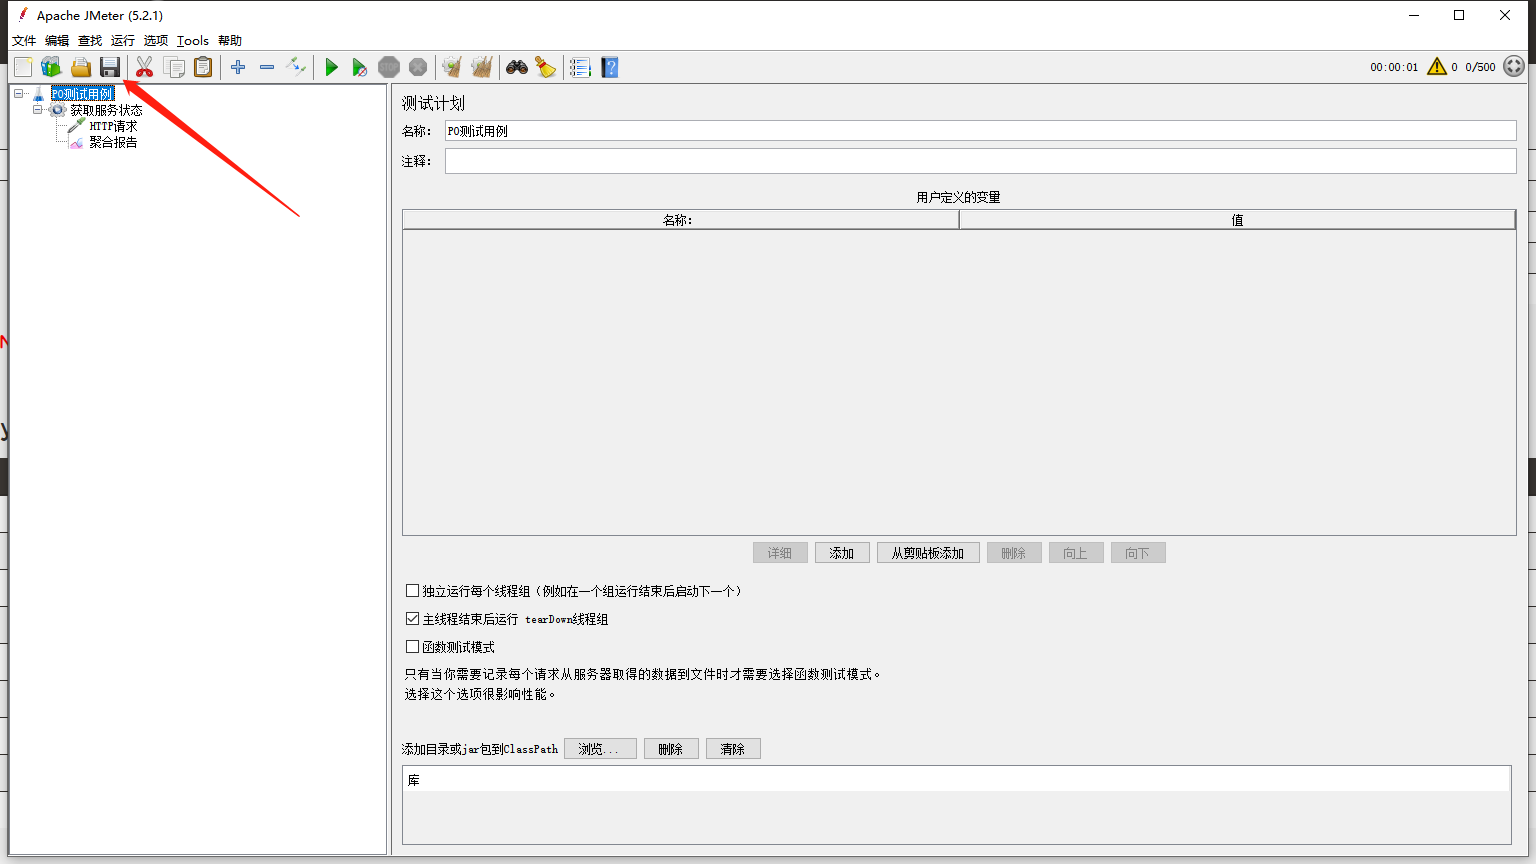 Apache JMeter (5.2.1)
文件 编辑 查找 运行 选项 Tools 帮助
STOP
00:00:01 0 0/500
PO测试用例
获取服务状态
HTTP请求
聚合报告
测试计划
名称： PO测试用例
注释：
用户定义的变量
名称： 值
详细 添加 从剪贴板添加 删除 向上 向下
独立运行每个线程组（例如在一个组运行结束后启动下一个）
主线程结束后运行 tearDown线程组
函数测试模式
只有当你需要记录每个请求从服务器取得的数据到文件时才需要选择函数测试模式。
选择这个选项很影响性能。
添加目录或jar包到ClassPath 浏览... 删除 清除
库